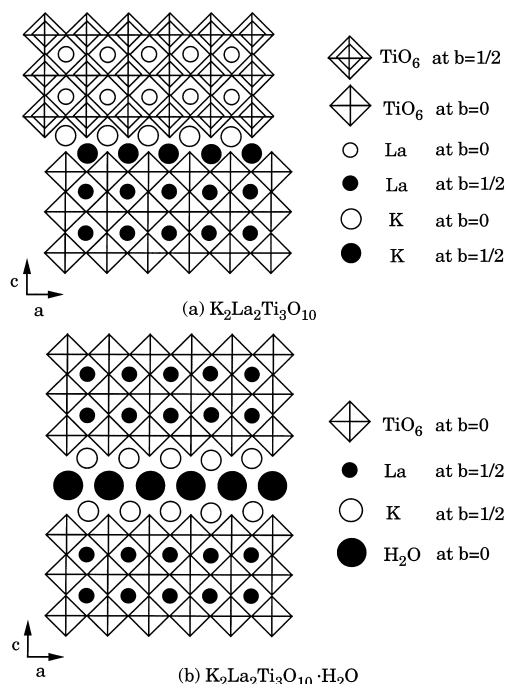 TiO₆ at b=1/2
TiO₆ at b=0
La at b=0
La at b=1/2
K at b=0
K at b=1/2
c
a
(a) K₂La₂Ti₃O₁₀
TiO₆ at b=0
La at b=1/2
K at b=1/2
H₂O at b=0
c
a
(b) K₂La₂Ti₃O₁₀·H₂O